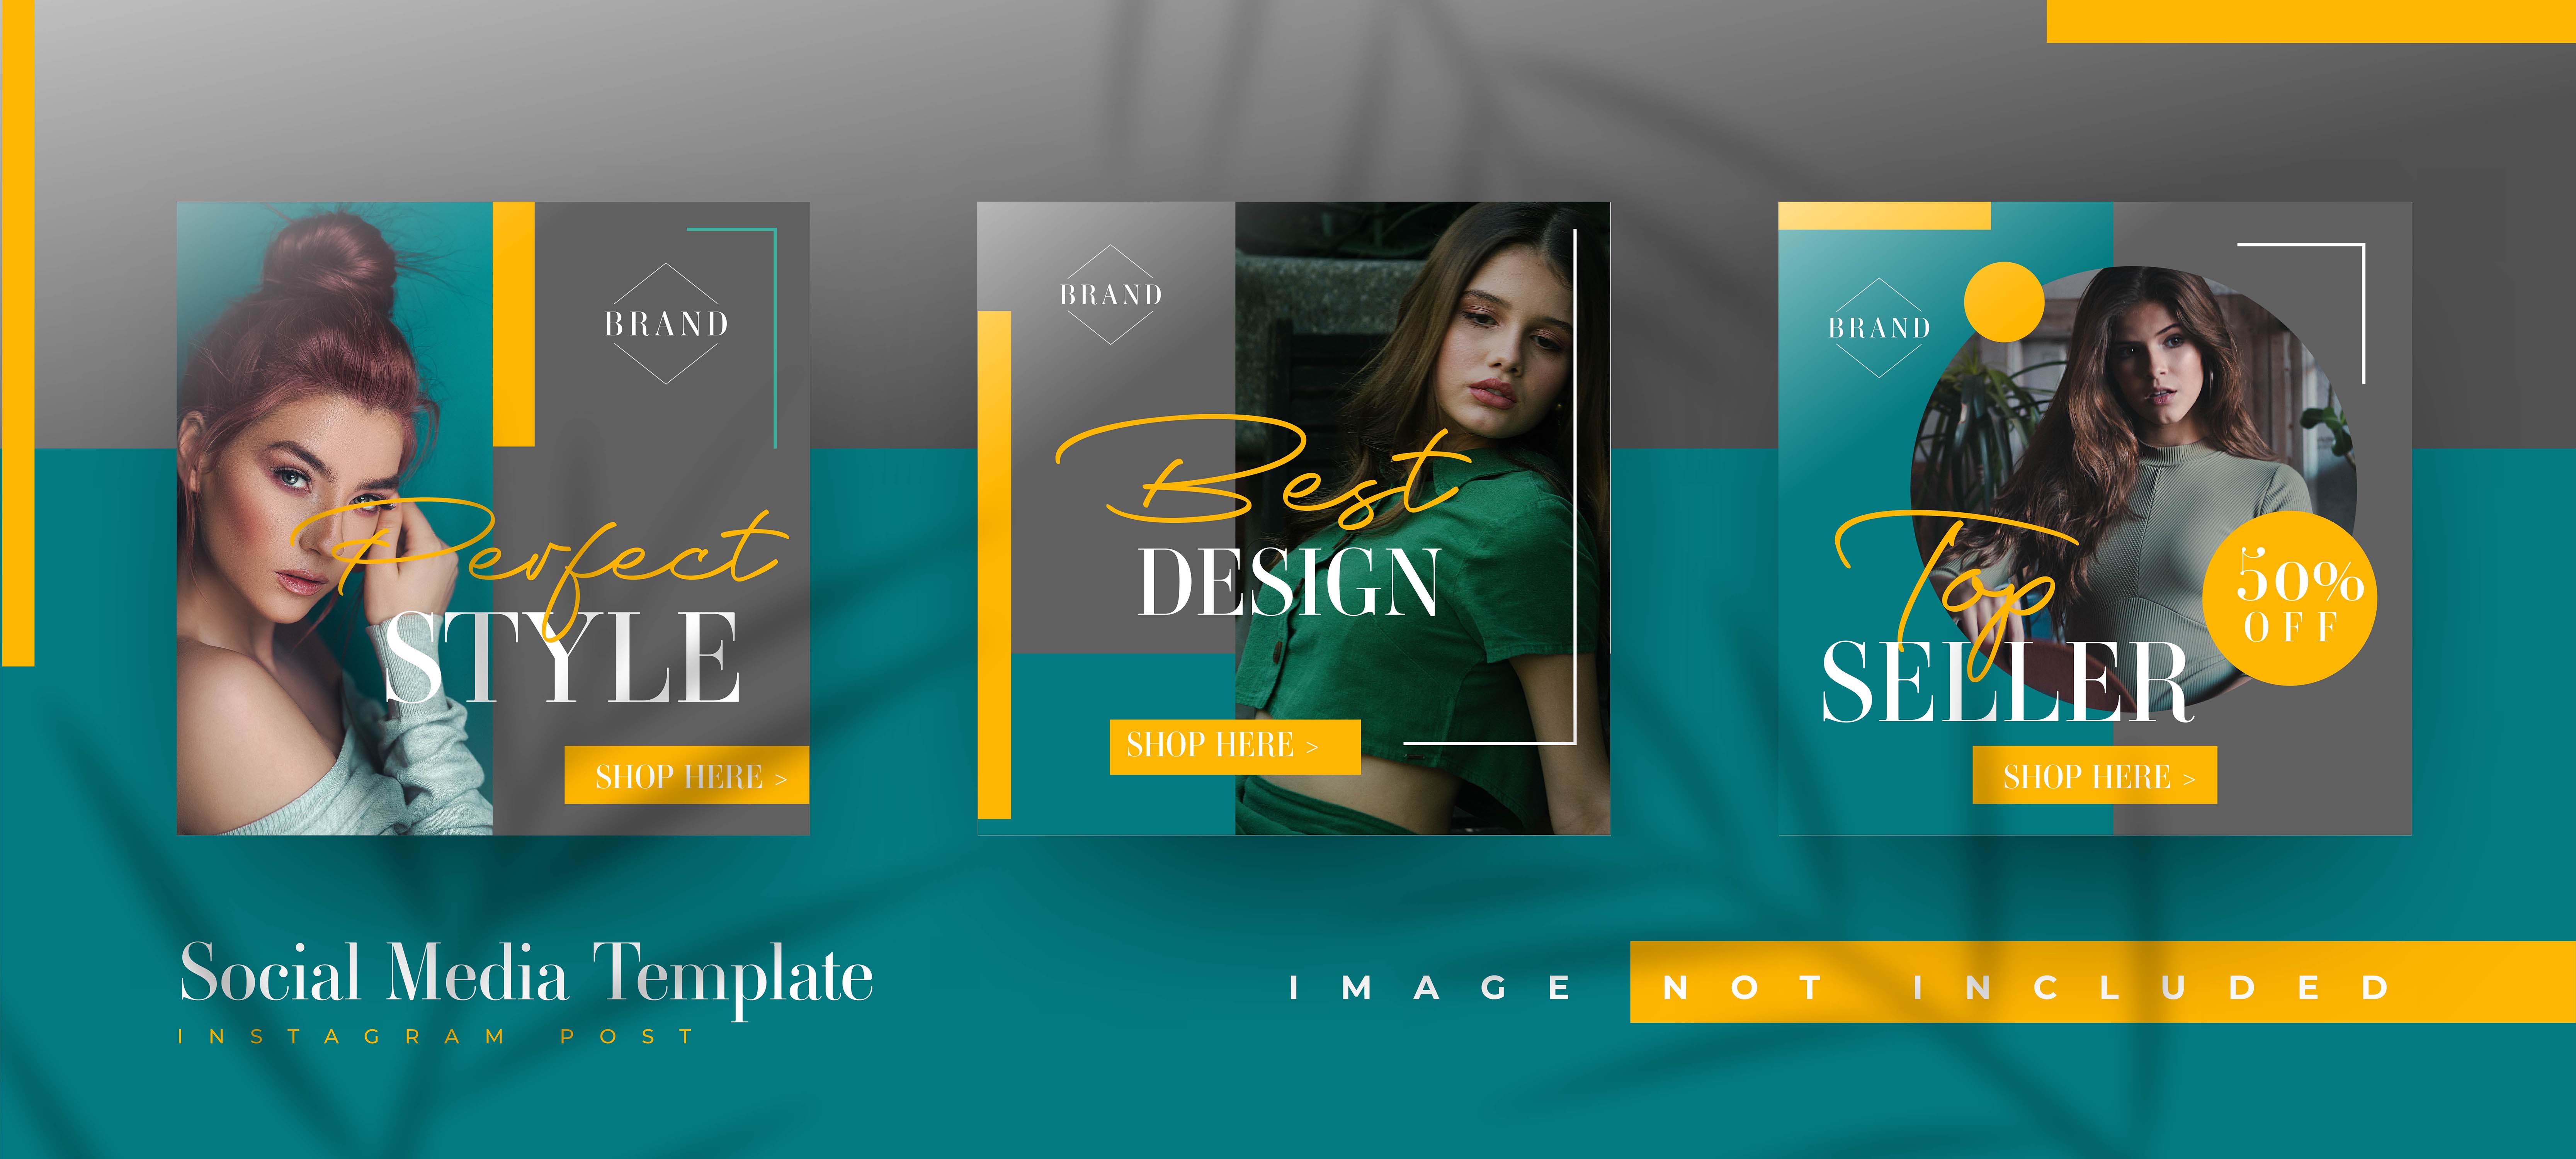 BRAND
Perfect
STYLE
SHOP HERE >
BRAND
Best
DESIGN
SHOP HERE >
BRAND
Top
SELLER
50%
OFF
SHOP HERE >
Social Media Template
INSTAGRAM POST
IMAGE NOT INCLUDED